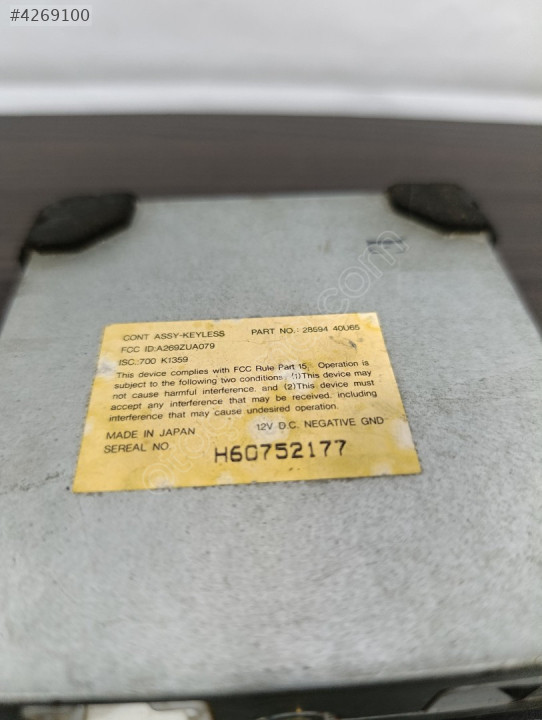 #4269100
CONT ASSY-KEYLESS PART NO.: 28594 40U65
FCC ID:A269ZUA079
ISC.:700 K1359
This device complies with FCC Rule Part 15. Operation is
subject to the following two conditions: (1)This device may
not cause harmful interference, and (2)This device must
accept any interference that may be received, including
interference that may cause undesired operation.
MADE IN JAPAN 12V D.C. NEGATIVE GND
SEREAL NO. H60752177